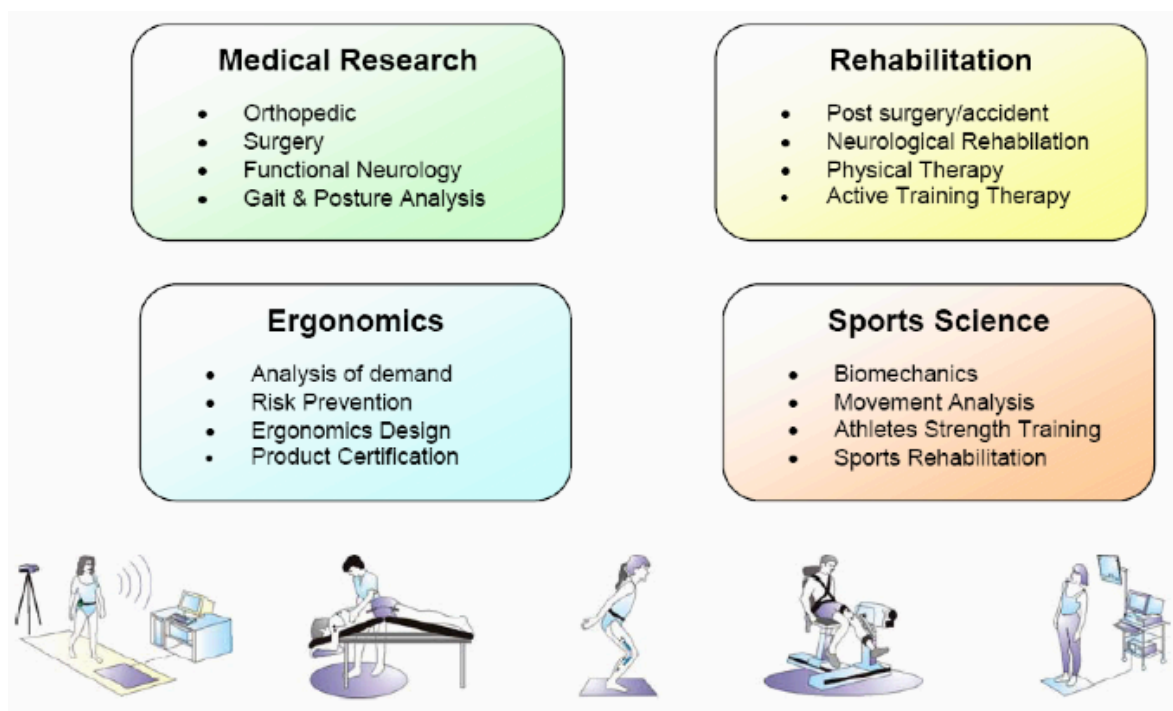 Medical Research
• Orthopedic
• Surgery
• Functional Neurology
• Gait & Posture Analysis
Rehabilitation
• Post surgery/accident
• Neurological Rehabilation
• Physical Therapy
• Active Training Therapy
Ergonomics
• Analysis of demand
• Risk Prevention
• Ergonomics Design
• Product Certification
Sports Science
• Biomechanics
• Movement Analysis
• Athletes Strength Training
• Sports Rehabilitation